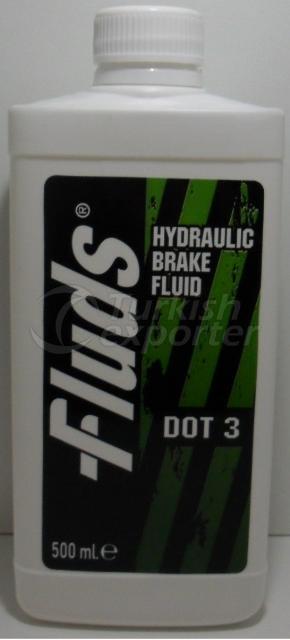 Fluds®
HYDRAULIC
BRAKE
FLUID
Turkish
exporter
DOT 3
500 ml.e